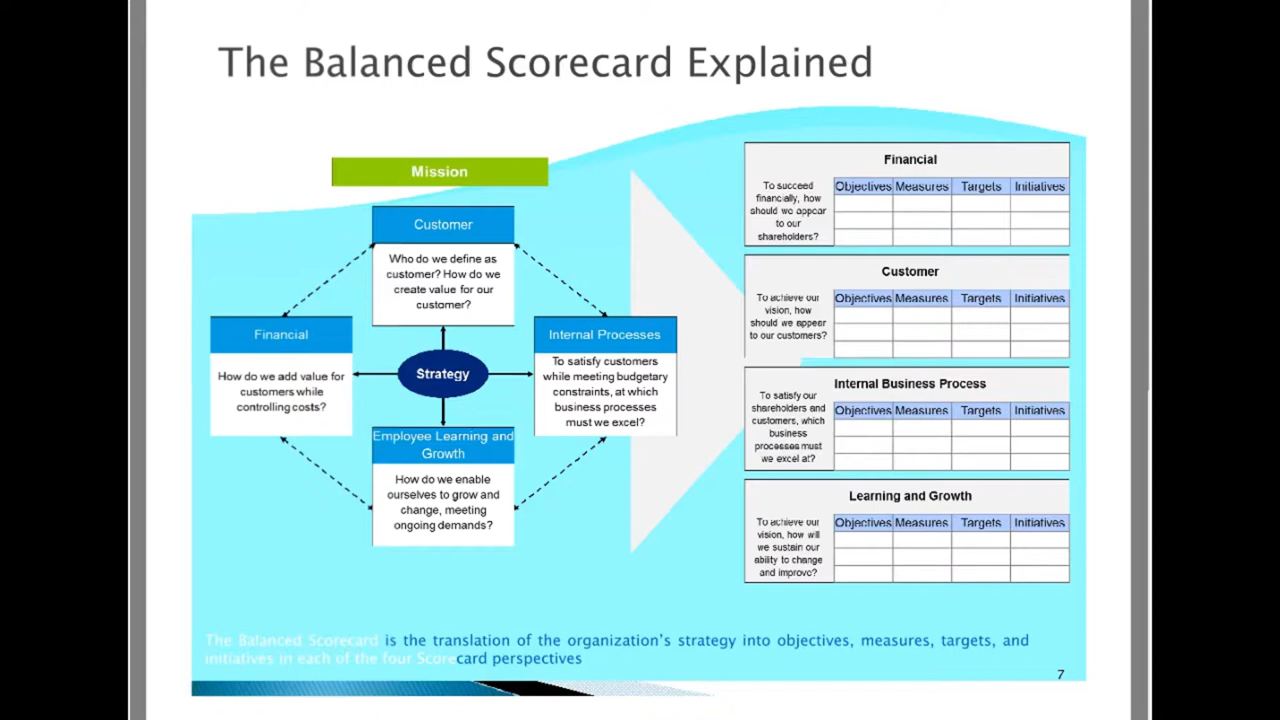 The Balanced Scorecard Explained
Mission
Customer
Who do we define as
customer? How do we
create value for our
customer?
Financial
How do we add value for
customers while
controlling costs?
Strategy
Internal Processes
To satisfy customers
while meeting budgetary
constraints, at which
business processes
must we excel?
Employee Learning and
Growth
How do we enable
ourselves to grow and
change, meeting
ongoing demands?
Financial
To succeed
financially, how
should we appear
to our
shareholders?
Objectives Measures Targets Initiatives
Customer
To achieve our
vision, how
should we appear
to our customers?
Objectives Measures Targets Initiatives
Internal Business Process
To satisfy our
shareholders and
customers, which
business
processes must
we excel at?
Objectives Measures Targets Initiatives
Learning and Growth
To achieve our
vision, how will
we sustain our
ability to change
and improve?
Objectives Measures Targets Initiatives
The Balanced Scorecard is the translation of the organization's strategy into objectives, measures, targets, and
initiatives in each of the four Scorecard perspectives
7